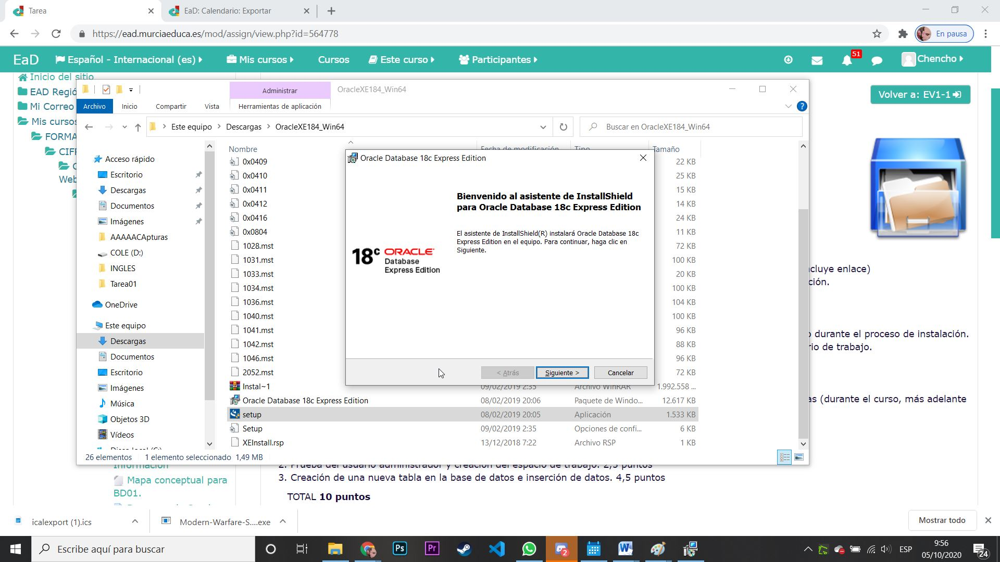 Tarea
EaD: Calendario: Exportar
https://ead.murciaeduca.es/mod/assign/view.php?id=564778
En pausa
EaD
Español - Internacional (es)
Mis cursos
Cursos
Este curso
Participantes
51
Chencho
Inicio del sitio
EAD Regió
Mi Correo
Mis cursos
FORMA
CIF
Web
Volver a: EV1-1
Administrar
OracleXE184_Win64
Archivo
Inicio
Compartir
Vista
Herramientas de aplicación
Este equipo
Descargas
OracleXE184_Win64
Buscar en OracleXE184_Win64
Acceso rápido
Escritorio
Descargas
Documentos
Imágenes
AAAAACApturas
COLE (D:)
INGLES
Tarea01
OneDrive
Este equipo
Descargas
Documentos
Escritorio
Imágenes
Música
Objetos 3D
Vídeos
Disco local (C:)
Nombre
Fecha de modificación
Tipo
Tamaño
0x0409
22 KB
0x0410
25 KB
0x0411
15 KB
0x0412
14 KB
0x0416
24 KB
0x0804
11 KB
1028.mst
72 KB
1031.mst
100 KB
1033.mst
20 KB
1034.mst
100 KB
1036.mst
104 KB
1040.mst
100 KB
1041.mst
96 KB
1042.mst
88 KB
1046.mst
96 KB
2052.mst
72 KB
Instal~1
09/02/2019 2:35
Archivo WinRAR
1.992.558 ...
Oracle Database 18c Express Edition
08/02/2019 20:06
Paquete de Windo...
12.617 KB
setup
08/02/2019 20:05
Aplicación
1.533 KB
Setup
09/02/2019 2:35
Opciones de confi...
6 KB
XEInstall.rsp
13/12/2018 7:22
Archivo RSP
1 KB
26 elementos
1 elemento seleccionado 1,49 MB
Oracle Database 18c Express Edition
Bienvenido al asistente de InstallShield
para Oracle Database 18c Express Edition
El asistente de InstallShield(R) instalará Oracle Database 18c
Express Edition en el equipo. Para continuar, haga clic en
Siguiente.
18c ORACLE
Database
Express Edition
< Atrás
Siguiente >
Cancelar
cluye enlace)
ción.
o durante el proceso de instalación.
rio de trabajo.
as (durante el curso, más adelante
información
Mapa conceptual para
BD01.
2. Prueba del usuario administrador y creación del espacio de trabajo. 2,5 puntos
3. Creación de una nueva tabla en la base de datos e inserción de datos. 4,5 puntos
TOTAL 10 puntos
icalexport (1).ics
Modern-Warfare-S....exe
Mostrar todo
Escribe aquí para buscar
Ps
Pr
2
W
ESP
9:56
05/10/2020
24